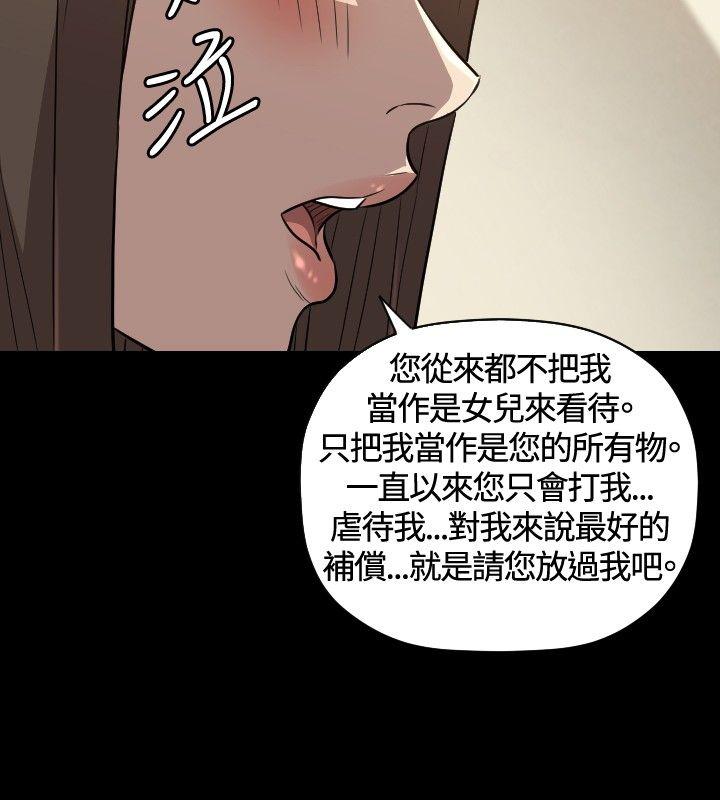 泣
您從來都不把我
當作是女兒來看待。
只把我當作是您的所有物。
一直以來您只會打我...
虐待我...對我來說最好的
補償...就是請您放過我吧。